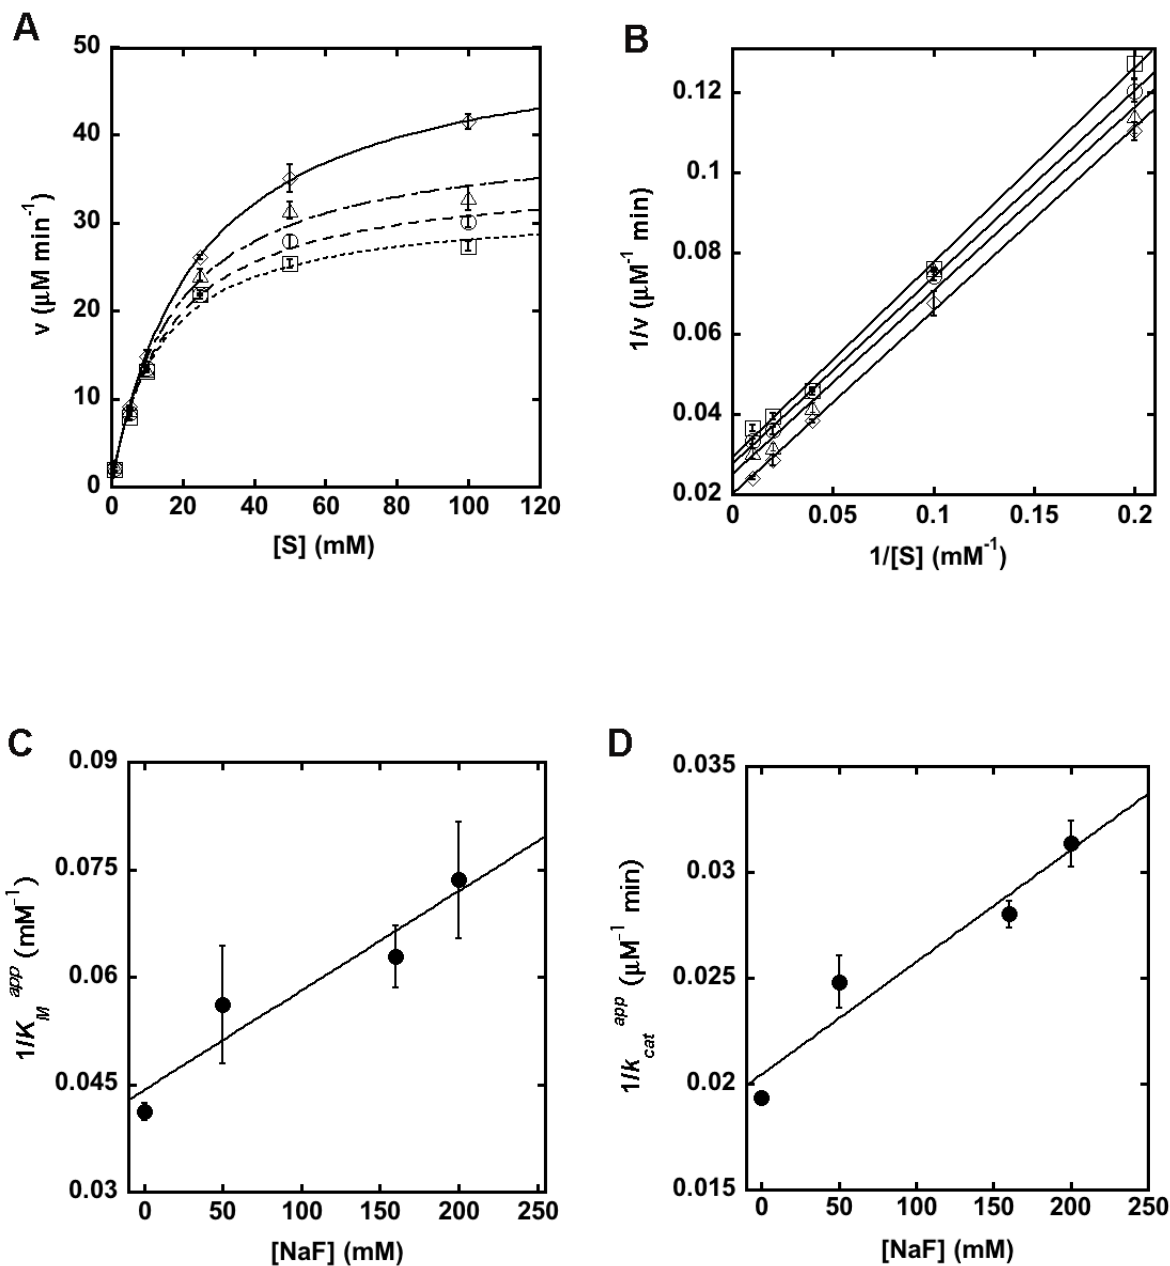 A
50
40
30
20
10
0
v (μM min⁻¹)
0 20 40 60 80 100 120
[S] (mM)
B
0.12
0.1
0.08
0.06
0.04
0.02
1/v (μM⁻¹ min)
0 0.05 0.1 0.15 0.2
1/[S] (mM⁻¹)
C
0.09
0.075
0.06
0.045
0.03
1/K_M^app (mM⁻¹)
0 50 100 150 200 250
[NaF] (mM)
D
0.035
0.03
0.025
0.02
0.015
1/k_cat^app (μM⁻¹ min)
0 50 100 150 200 250
[NaF] (mM)